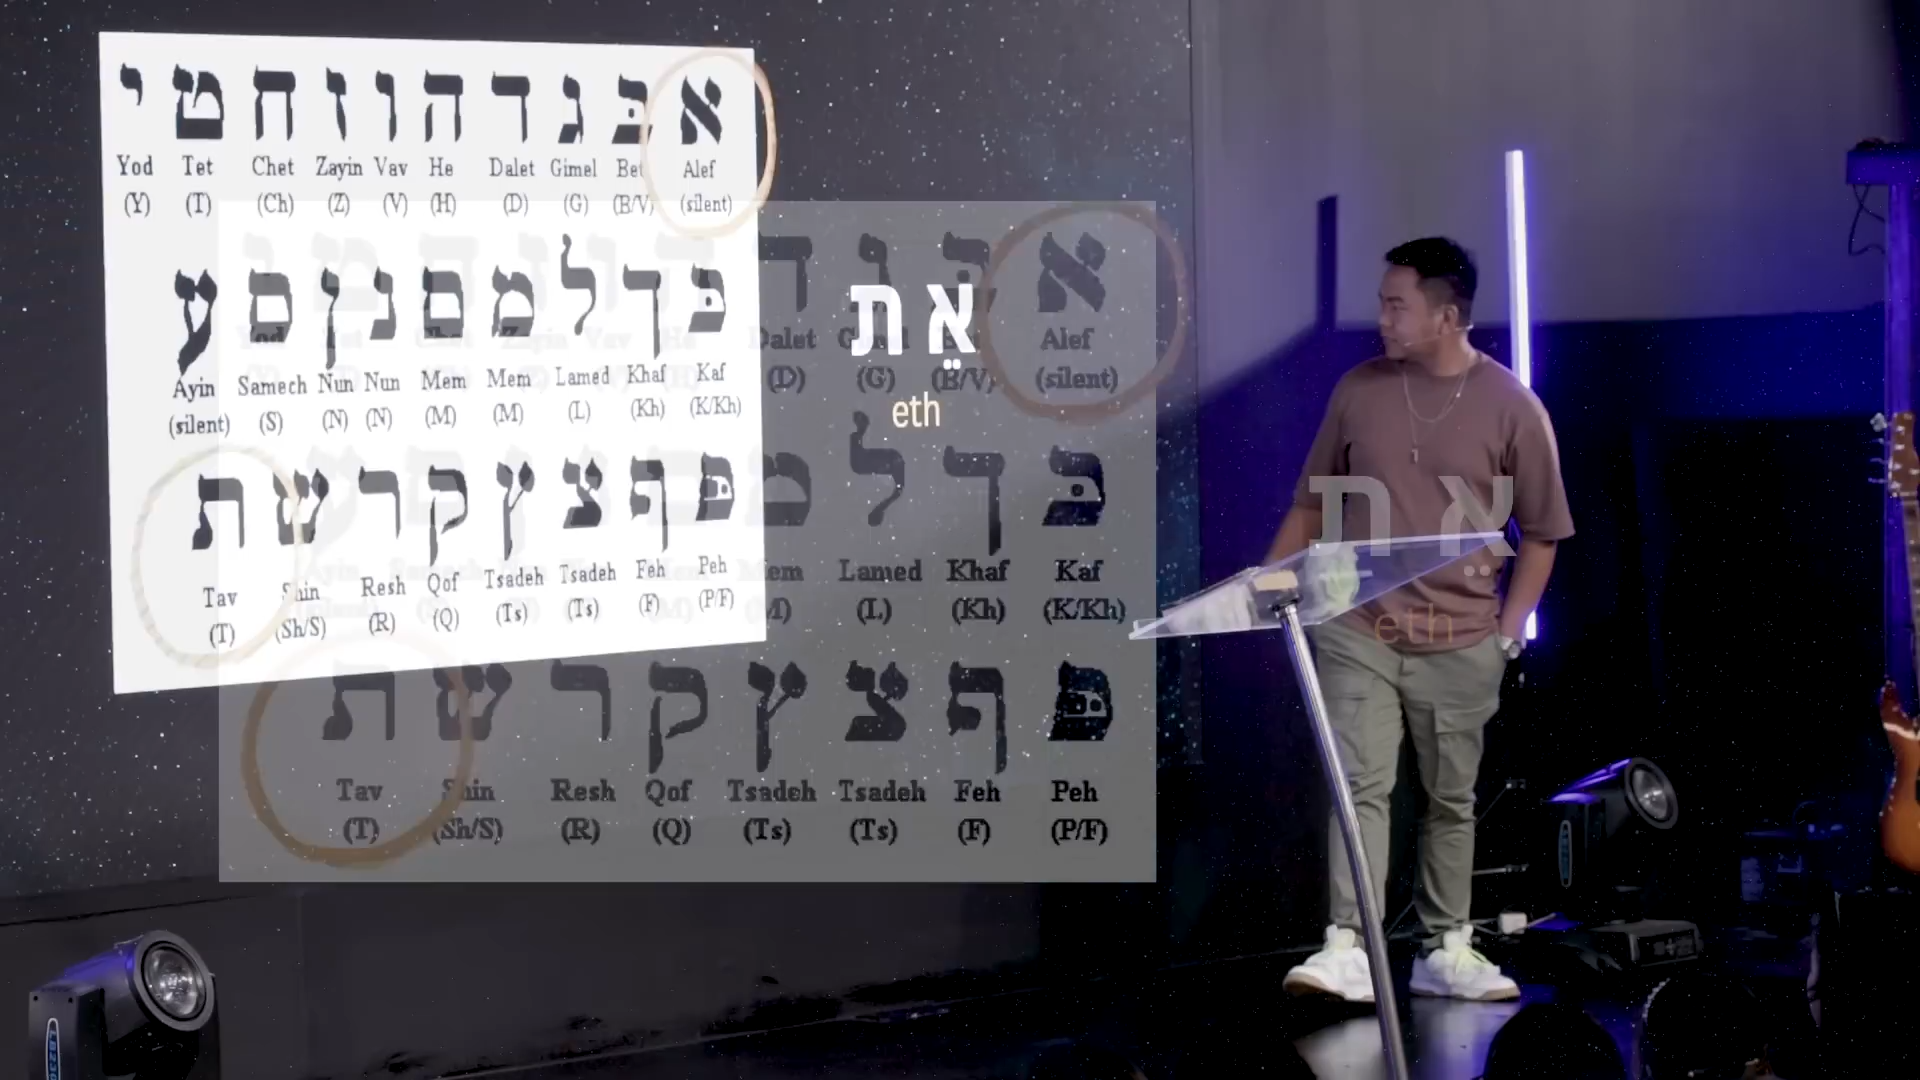 א בּ ג ד ה ו ז ח ט י
Yod Tet Chet Zayin Vav He Dalet Gimel Bet Alef
(Y) (T) (Ch) (Z) (V) (H) (D) (G) (B/V) (silent)
כּ ך ל מ ם נ ן ס ע
Ayin Samech Nun Nun Mem Mem Lamed Khaf Kaf
(silent) (S) (N) (N) (M) (M) (L) (Kh) (K/Kh)
פּ ף צ ץ ק ר ש ת
Tav Shin Resh Qof Tsadeh Tsadeh Feh Peh
(T) (Sh/S) (R) (Q) (Ts) (Ts) (F) (P/F)
אֵת
eth
א ג ד
Dalet Alef
(D) (G) (B/V) (silent)
כּ ך ל מ
Mem Lamed Khaf Kaf
(M) (L) (Kh) (K/Kh)
פּ ף צ ץ ק ר ש ת
Tav Shin Resh Qof Tsadeh Tsadeh Feh Peh
(T) (Sh/S) (R) (Q) (Ts) (Ts) (F) (P/F)
אֵת
eth